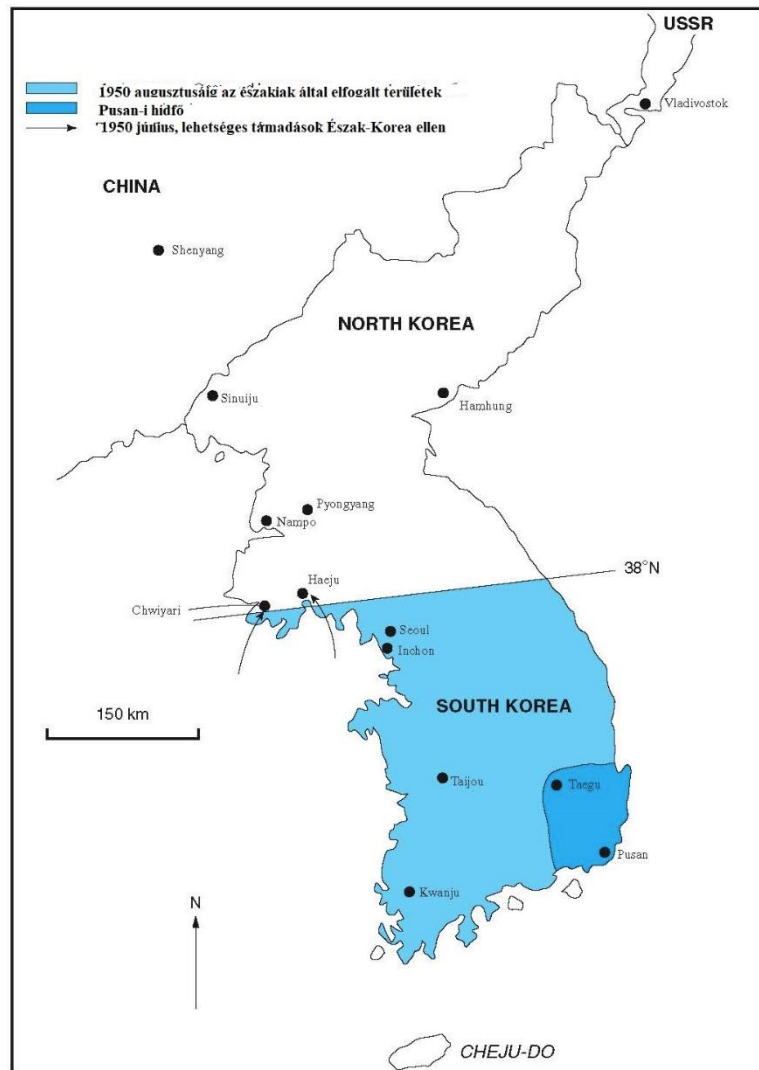 USSR
1950 augusztusáig az északiak által elfogált területek
Pusan-i hídfő
1950 június, lehetséges támadások Észak-Korea ellen
Vladivostok
CHINA
Shenyang
NORTH KOREA
Sinuiju
Hamhung
Pyongyang
Nampo
Haeju
38°N
Chwiyari
Seoul
Inchon
150 km
SOUTH KOREA
Taijou
Taegu
Pusan
Kwanju
N
CHEJU-DO